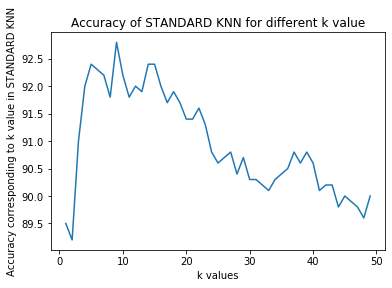 Accuracy of STANDARD KNN for different k value
Accuracy corresponding to k value in STANDARD KNN
92.5
92.0
91.5
91.0
90.5
90.0
89.5
0 10 20 30 40 50
k values